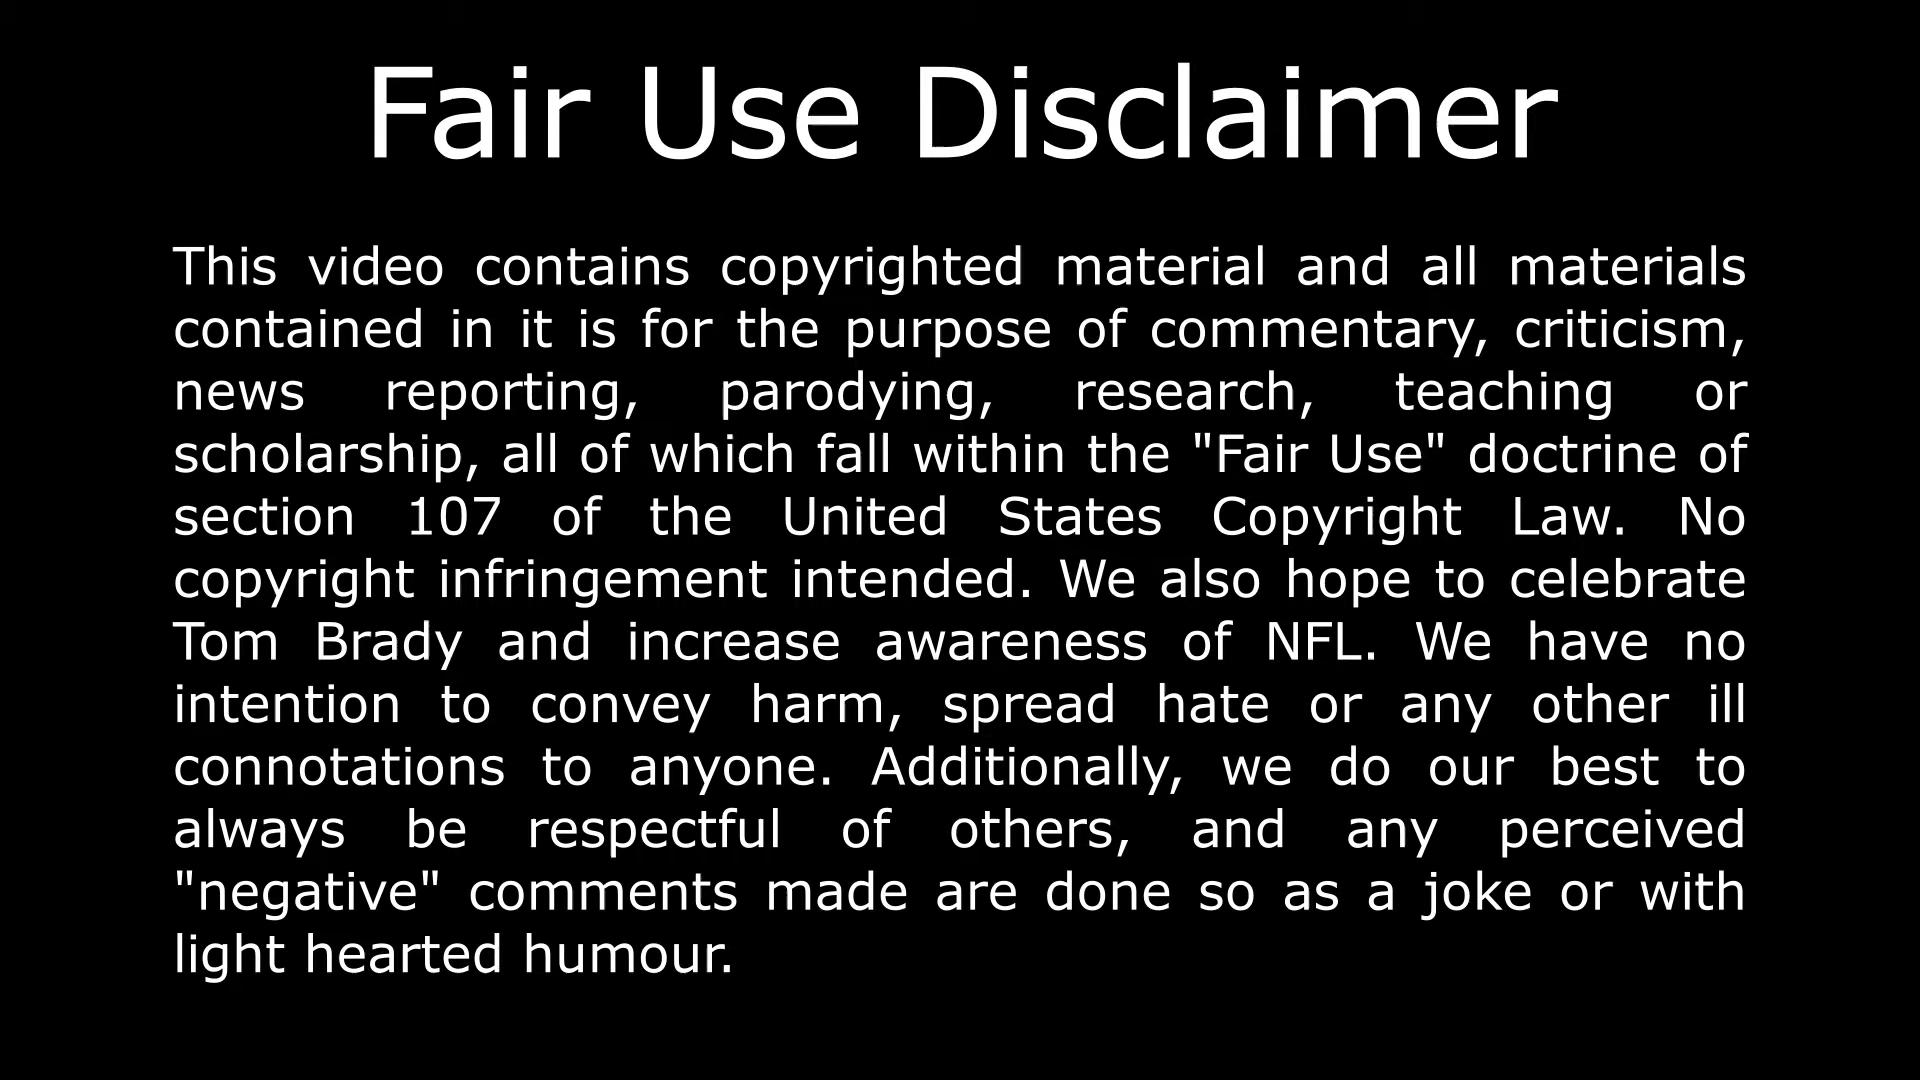 Fair Use Disclaimer
This video contains copyrighted material and all materials
contained in it is for the purpose of commentary, criticism,
news reporting, parodying, research, teaching or
scholarship, all of which fall within the "Fair Use" doctrine of
section 107 of the United States Copyright Law. No
copyright infringement intended. We also hope to celebrate
Tom Brady and increase awareness of NFL. We have no
intention to convey harm, spread hate or any other ill
connotations to anyone. Additionally, we do our best to
always be respectful of others, and any perceived
"negative" comments made are done so as a joke or with
light hearted humour.